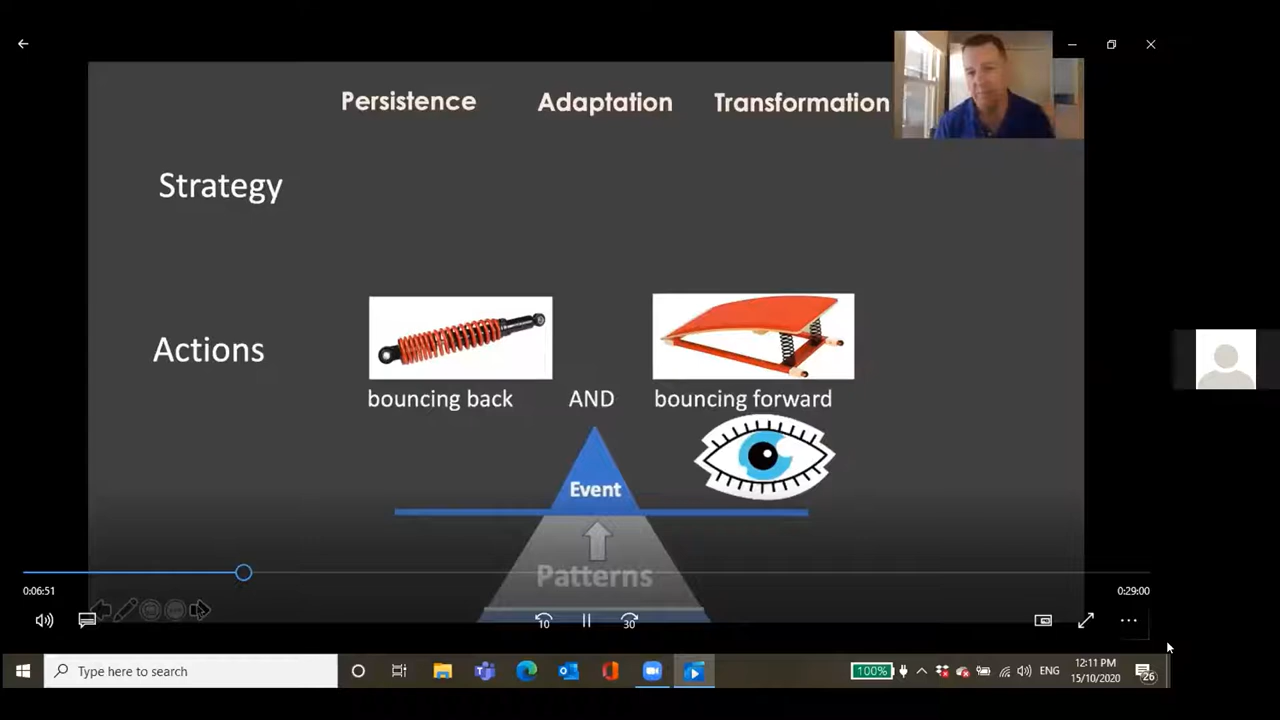 Persistence Adaptation Transformation
Strategy
Actions
bouncing back AND bouncing forward
Event
Patterns
0:06:51 0:29:00
10 30
Type here to search
100% ENG
12:11 PM
15/10/2020
26